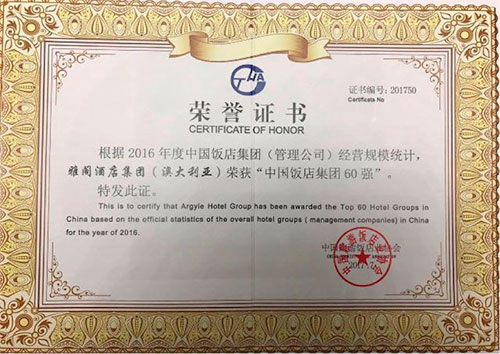 THA
证书编号：201750
Certificate No
荣誉证书
CERTIFICATE OF HONOR
根据2016年度中国饭店集团（管理公司）经营规模统计，
雅阁酒店集团（澳大利亚）荣获“中国饭店集团60强”。
特发此证。
This is to certify that Argyle Hotel Group has been awarded the Top 60 Hotel Groups in
China based on the official statistics of the overall hotel groups ( management companies) in China
for the year of 2016.
中国旅游饭店业协会
2017